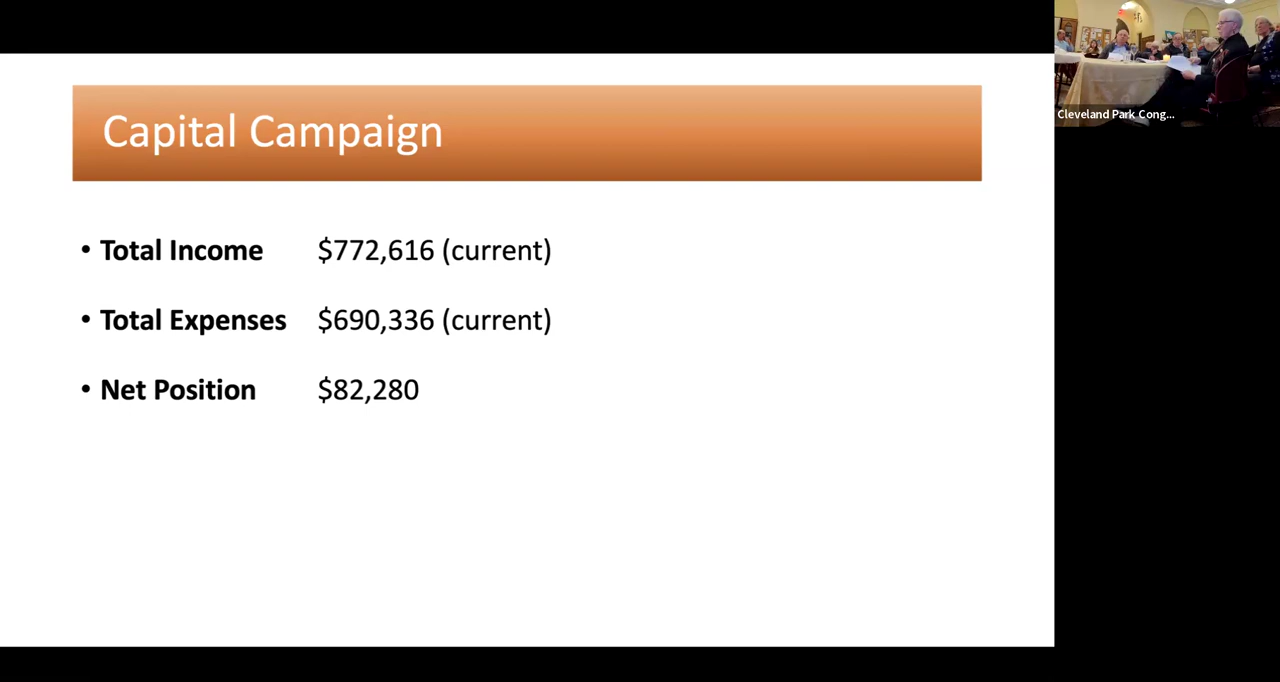 Capital Campaign
• Total Income $772,616 (current)
• Total Expenses $690,336 (current)
• Net Position $82,280
Cleveland Park Cong...